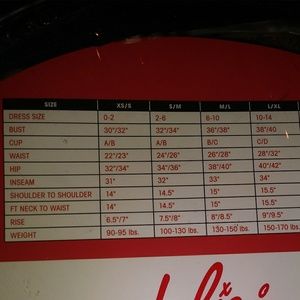 SIZE XS/S S/M M/L L/XL
DRESS SIZE 0-2 2-6 6-10 10-14
BUST 30"/32" 32"/34" 36"/38" 38"/40
CUP A/B A/B B/C C/D
WAIST 22"/23" 24"/26" 26"/28" 28"/32"
HIP 32"/34" 34"/36" 38"/40" 40"/42"
INSEAM 31" 32" 33" 34"
SHOULDER TO SHOULDER 14" 14.5" 15" 15.5"
FT NECK TO WAIST 14" 14.5" 15" 15.5"
RISE 6.5"/7" 7.5"/8" 8"/8.5" 9"/9.5"
WEIGHT 90-95 lbs. 100-130 lbs. 130-150 lbs. 150-170 lbs.